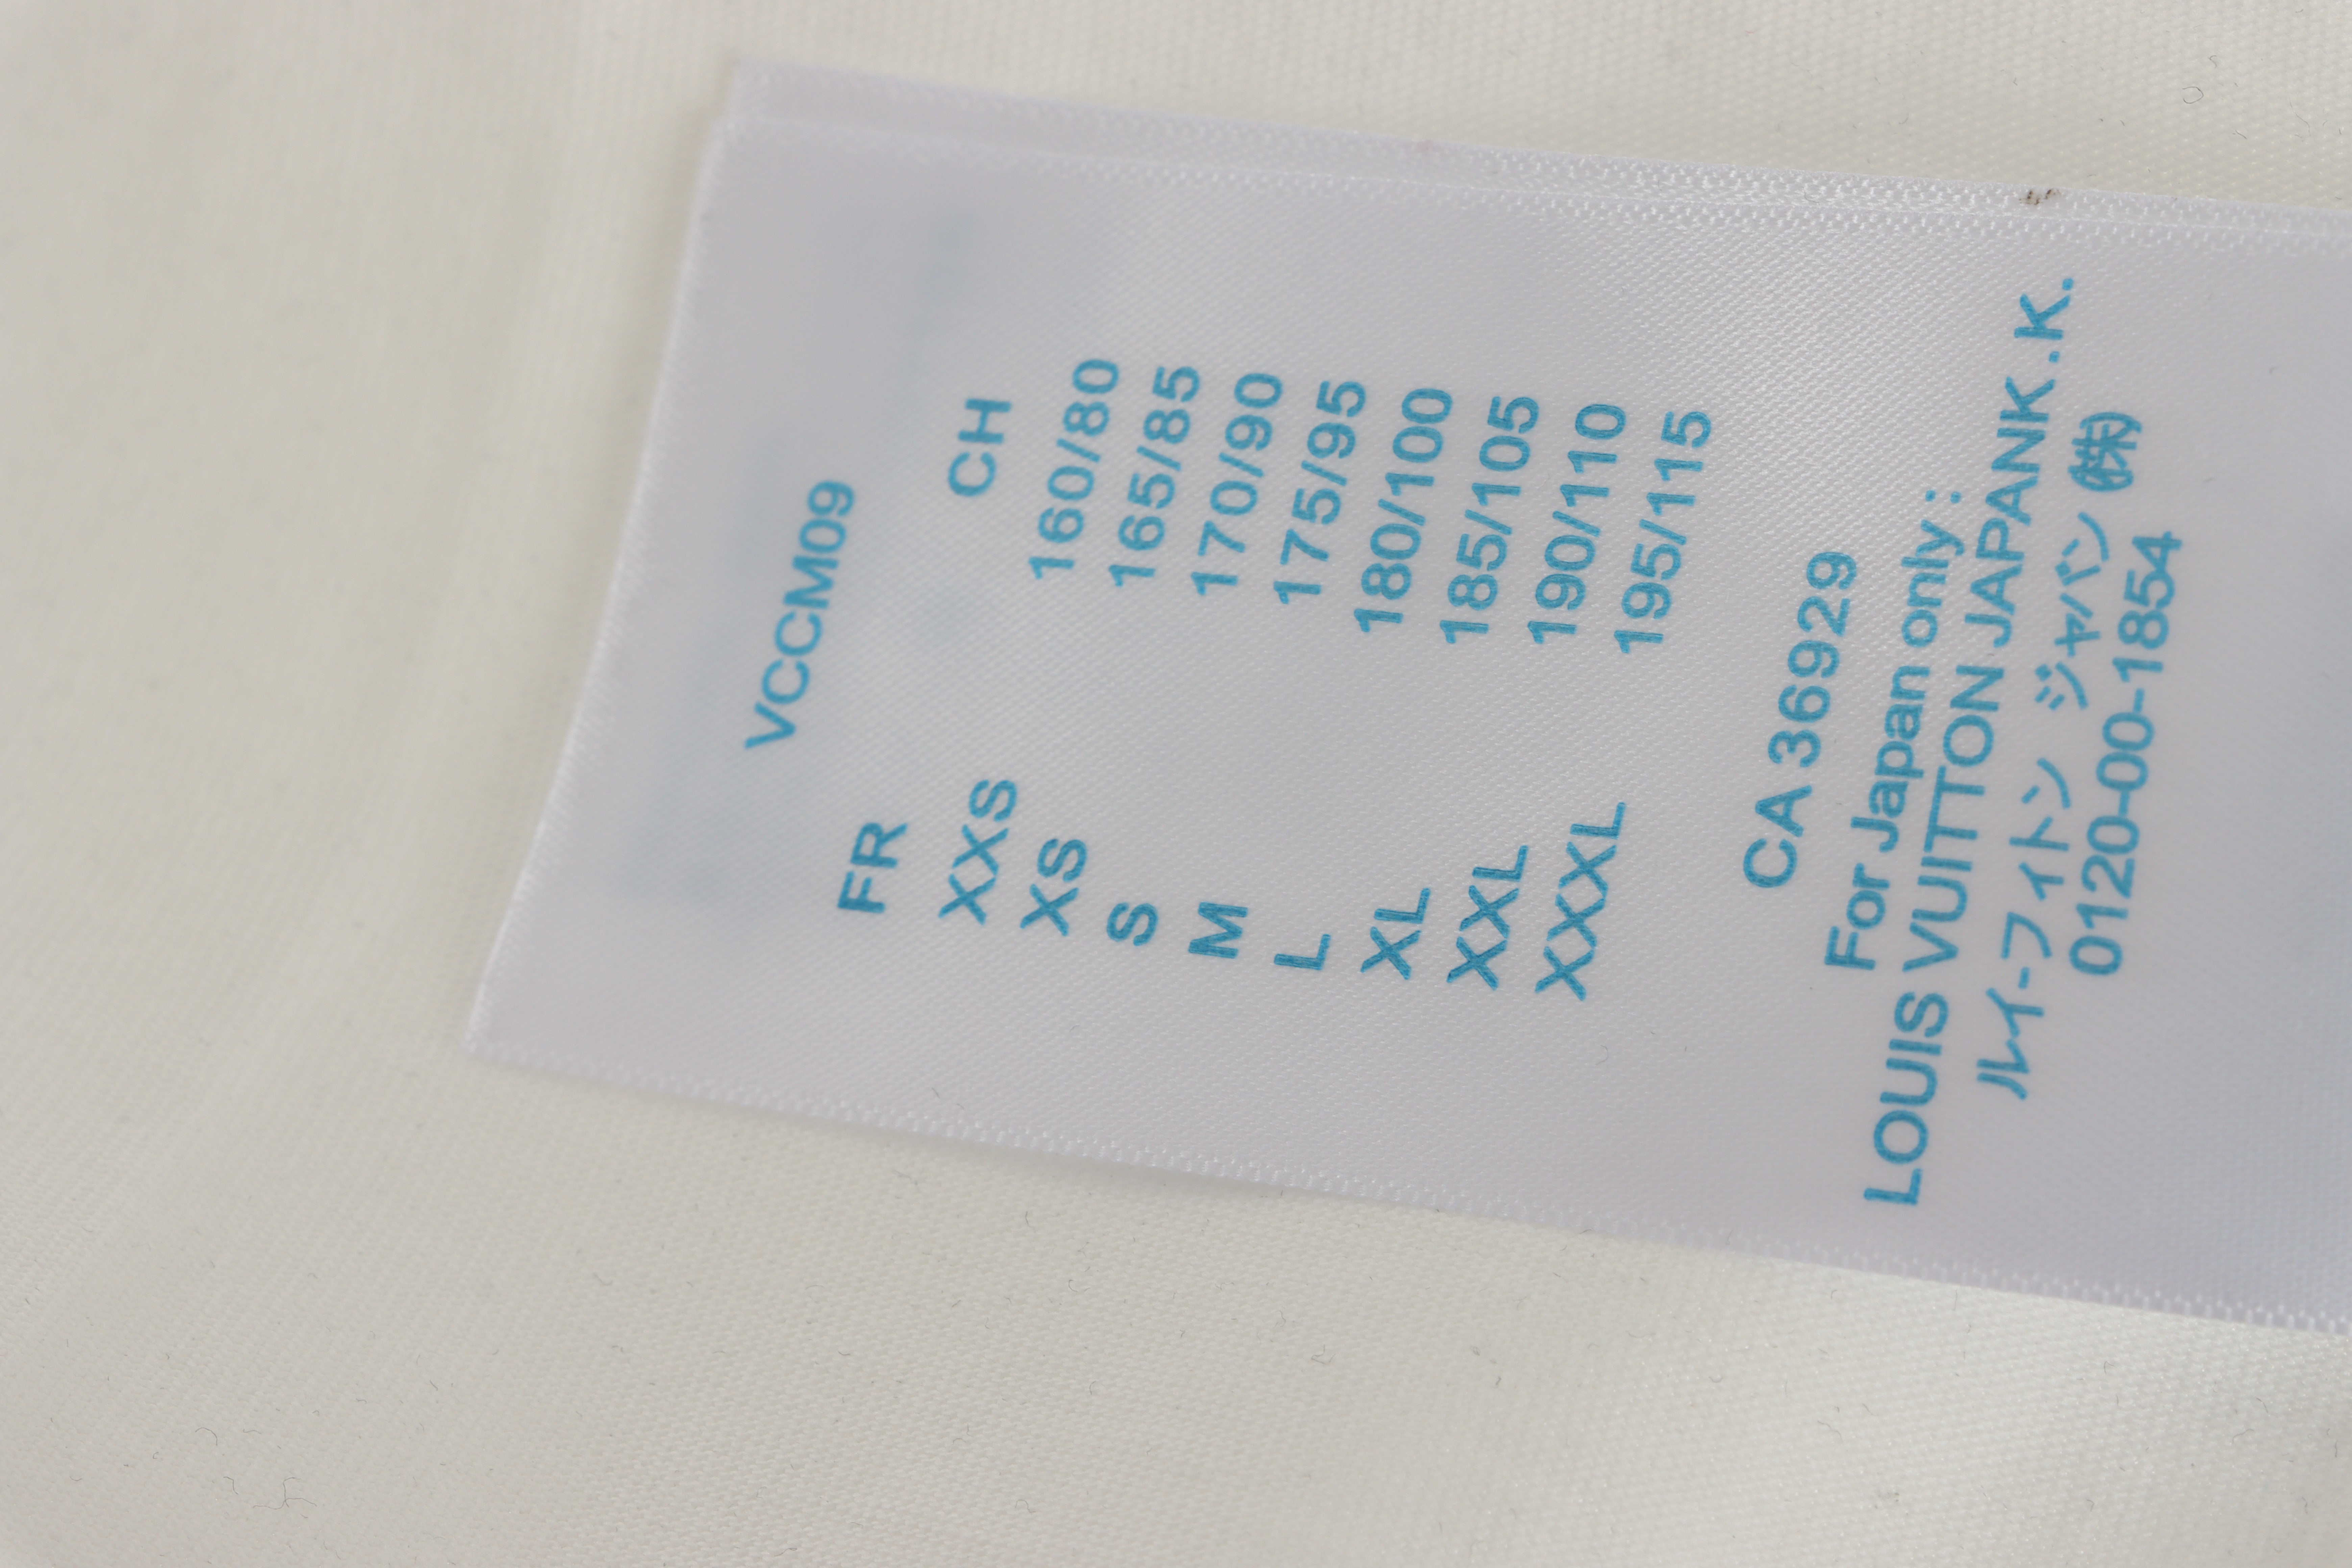 VCCM09
FR CH
XXS 160/80
XS 165/85
S 170/90
M 175/95
L 180/100
XL 185/105
XXL 190/110
XXXL 195/115
CA 36929
For Japan only :
LOUIS VUITTON JAPANK.K.
ルイ-フィトン ジャパン ㈱
0120-00-1854